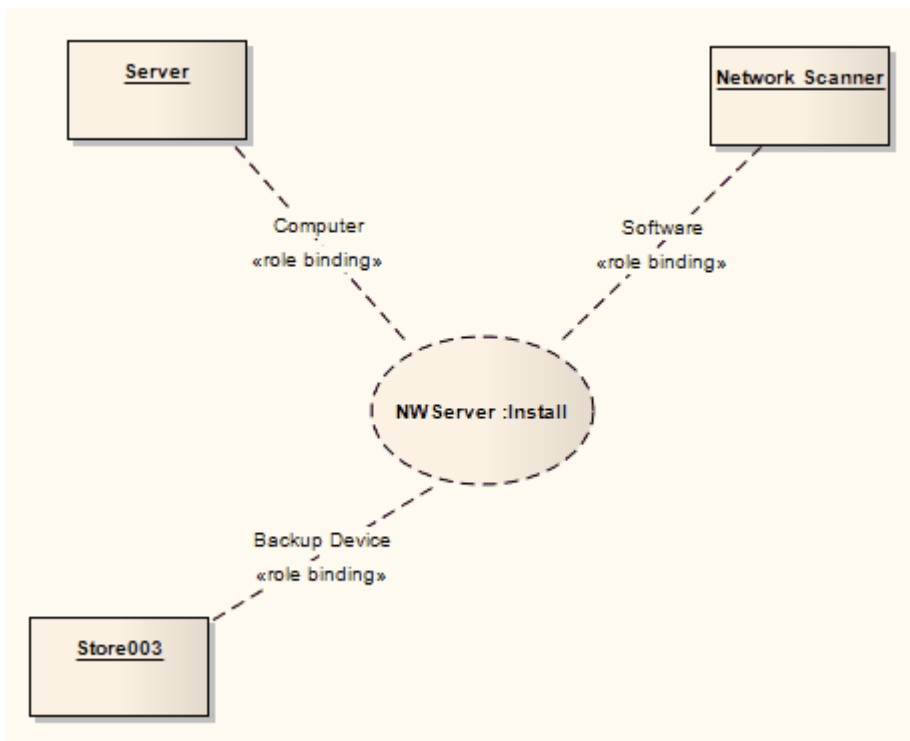 Server
Network Scanner
Computer
«role binding»
Software
«role binding»
NWServer :Install
Backup Device
«role binding»
Store003